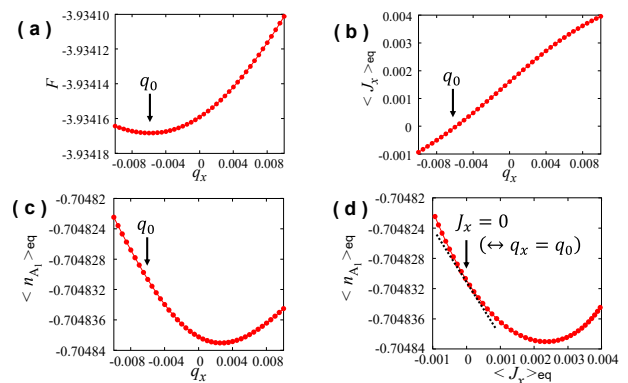 (a)
-3.93410
-3.93412
-3.93414
-3.93416
-3.93418
F
q₀
-0.008 -0.004 0 0.004 0.008
qₓ
(b)
0.004
0.003
0.002
0.001
0
-0.001
< Jₓ >eq
q₀
-0.008 -0.004 0 0.004 0.008
qₓ
(c)
-0.70482
-0.704824
-0.704828
-0.704832
-0.704836
-0.70484
< n_A₁ >eq
q₀
-0.008 -0.004 0 0.004 0.008
qₓ
(d)
-0.70482
-0.704824
-0.704828
-0.704832
-0.704836
-0.70484
< n_A₁ >eq
Jₓ = 0
(↔ qₓ = q₀)
-0.001 0 0.001 0.002 0.003 0.004
< Jₓ >eq